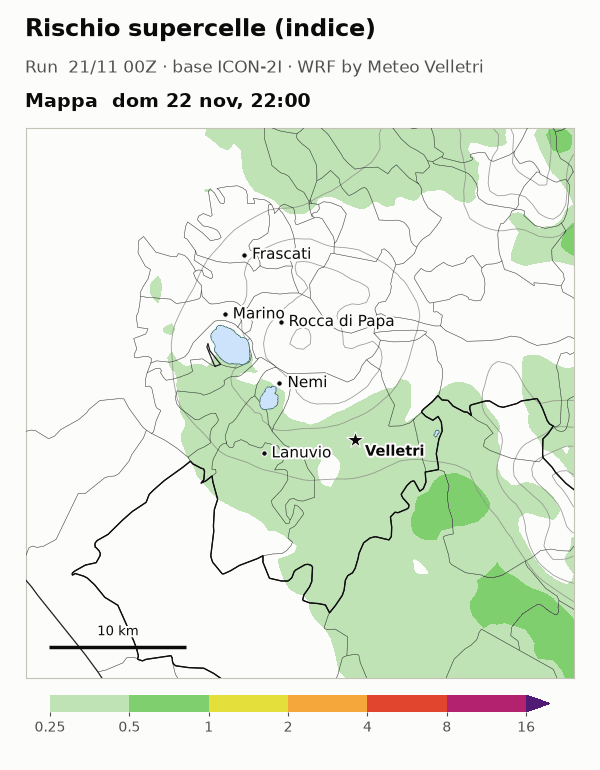 Rischio supercelle (indice)
Run  21/11 00Z · base ICON-2I · WRF by Meteo Velletri
Mappa  dom 22 nov, 22:00
Frascati
Marino
Rocca di Papa
Nemi
Velletri
Lanuvio
10 km
0.25 0.5 1 2 4 8 16